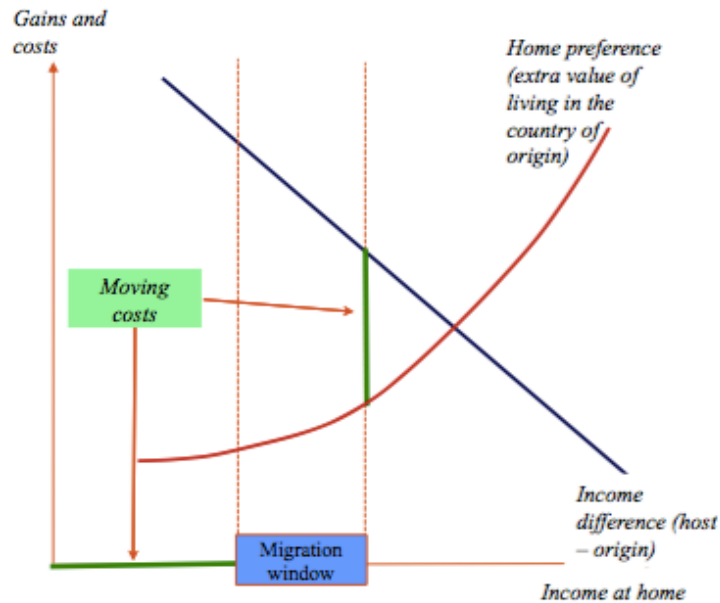 Gains and
costs
Home preference
(extra value of
living in the
country of
origin)
Moving
costs
Income
difference (host
– origin)
Migration
window
Income at home